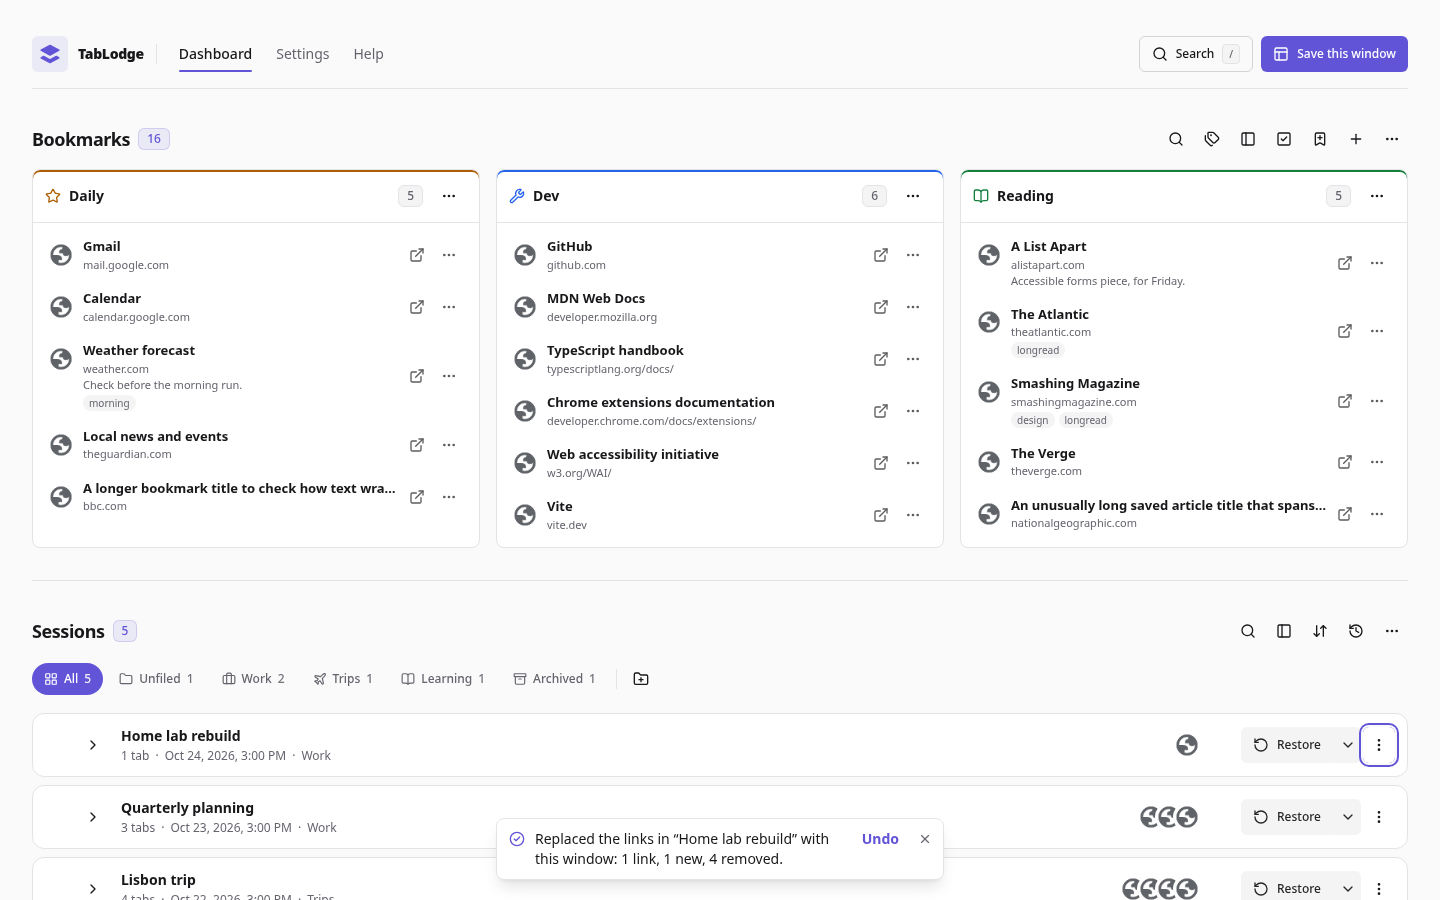 TabLodge
Dashboard
Settings
Help
Search /
Save this window
Bookmarks 16
Daily 5
Gmail
mail.google.com
Calendar
calendar.google.com
Weather forecast
weather.com
Check before the morning run.
morning
Local news and events
theguardian.com
A longer bookmark title to check how text wra...
bbc.com
Dev 6
GitHub
github.com
MDN Web Docs
developer.mozilla.org
TypeScript handbook
typescriptlang.org/docs/
Chrome extensions documentation
developer.chrome.com/docs/extensions/
Web accessibility initiative
w3.org/WAI/
Vite
vite.dev
Reading 5
A List Apart
alistapart.com
Accessible forms piece, for Friday.
The Atlantic
theatlantic.com
longread
Smashing Magazine
smashingmagazine.com
design longread
The Verge
theverge.com
An unusually long saved article title that spans...
nationalgeographic.com
Sessions 5
All 5
Unfiled 1
Work 2
Trips 1
Learning 1
Archived 1
Home lab rebuild
1 tab · Oct 24, 2026, 3:00 PM · Work
Restore
Quarterly planning
3 tabs · Oct 23, 2026, 3:00 PM · Work
Restore
Lisbon trip
4 tabs · Oct 22, 2026, 3:00 PM · Trips
Restore
Replaced the links in “Home lab rebuild” with
this window: 1 link, 1 new, 4 removed.
Undo